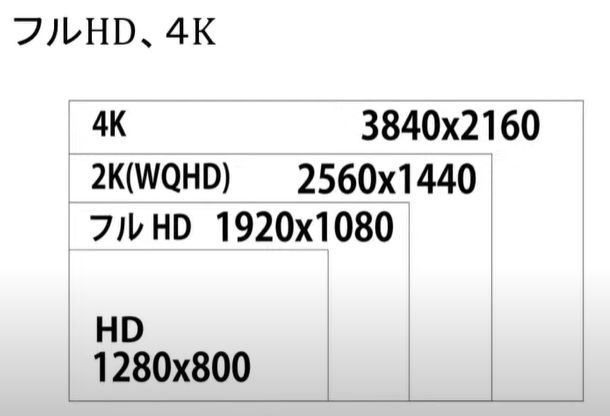 フルHD、４K
4K 3840x2160
2K(WQHD) 2560x1440
フル HD 1920x1080
HD
1280x800